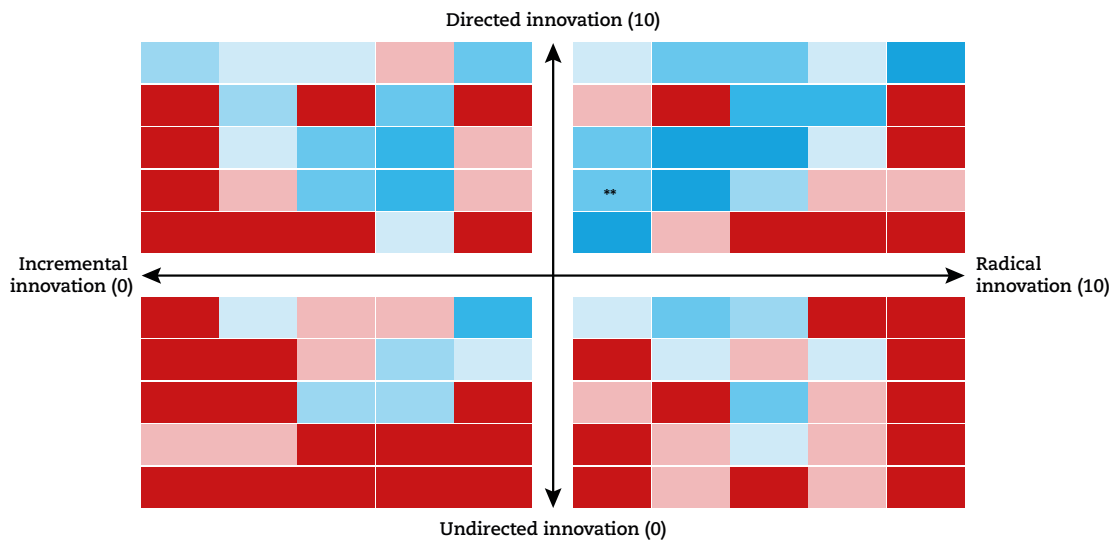 Directed innovation (10)
**
Incremental
innovation (0)
Radical
innovation (10)
Undirected innovation (0)